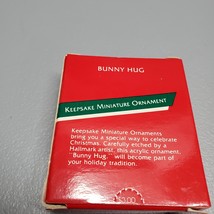 BUNNY HUG
KEEPSAKE MINIATURE ORNAMENT
Keepsake Miniature Ornaments
bring you a special way to celebrate
Christmas. Carefully etched by a
Hallmark artist, this acrylic ornament,
"Bunny Hug," will become part of
your holiday tradition.